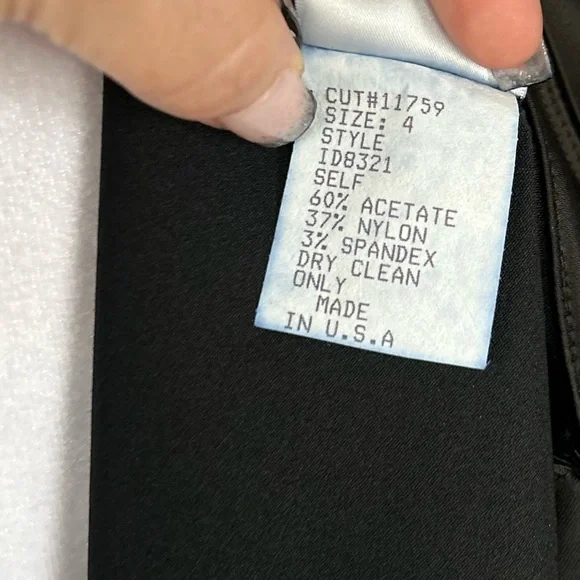 CUT#11759
SIZE: 4
STYLE
ID8321
SELF
60% ACETATE
37% NYLON
3% SPANDEX
DRY CLEAN
ONLY
MADE
IN U.S.A